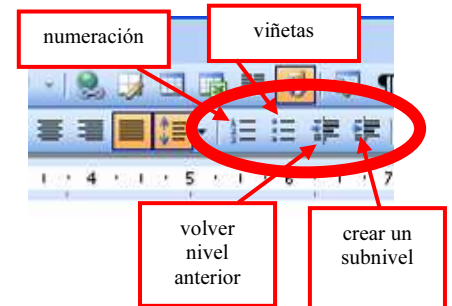 numeración
viñetas
4 5 6 7
volver
nivel
anterior
crear un
subnivel